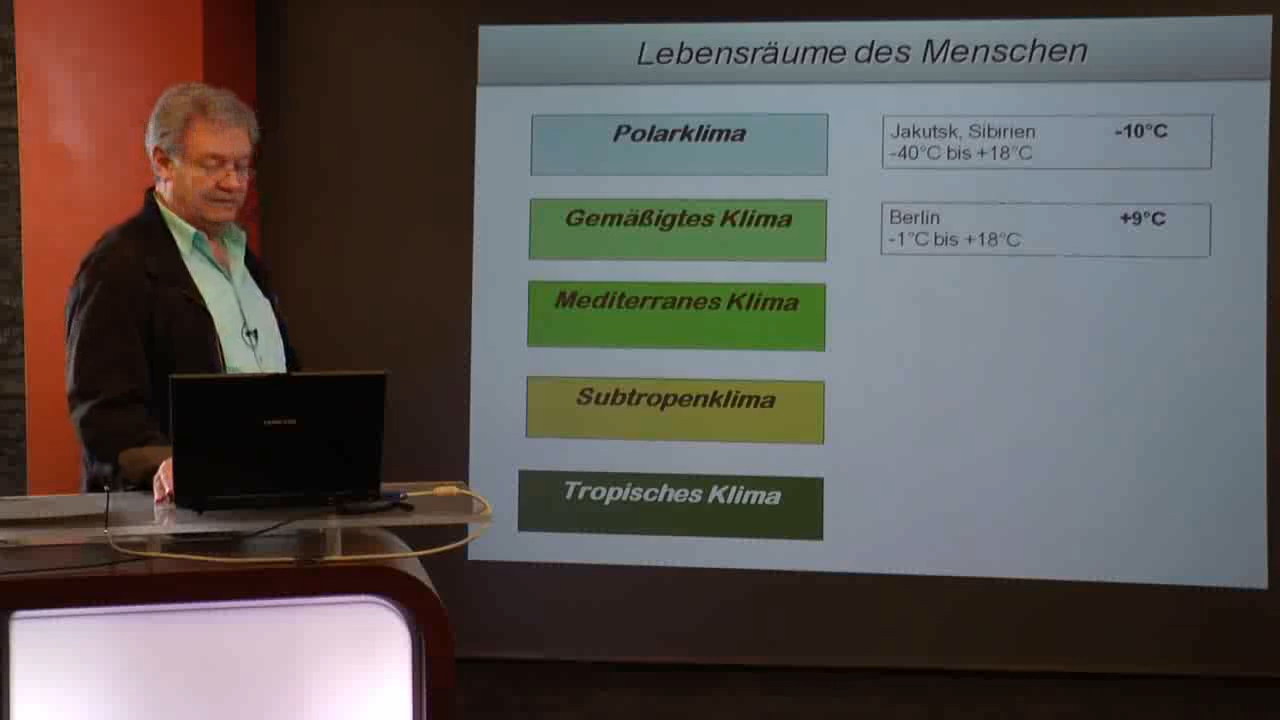 Lebensräume des Menschen
Polarklima
Jakutsk, Sibirien -10°C
-40°C bis +18°C
Gemäßigtes Klima
Berlin +9°C
-1°C bis +18°C
Mediterranes Klima
Subtropenklima
Tropisches Klima